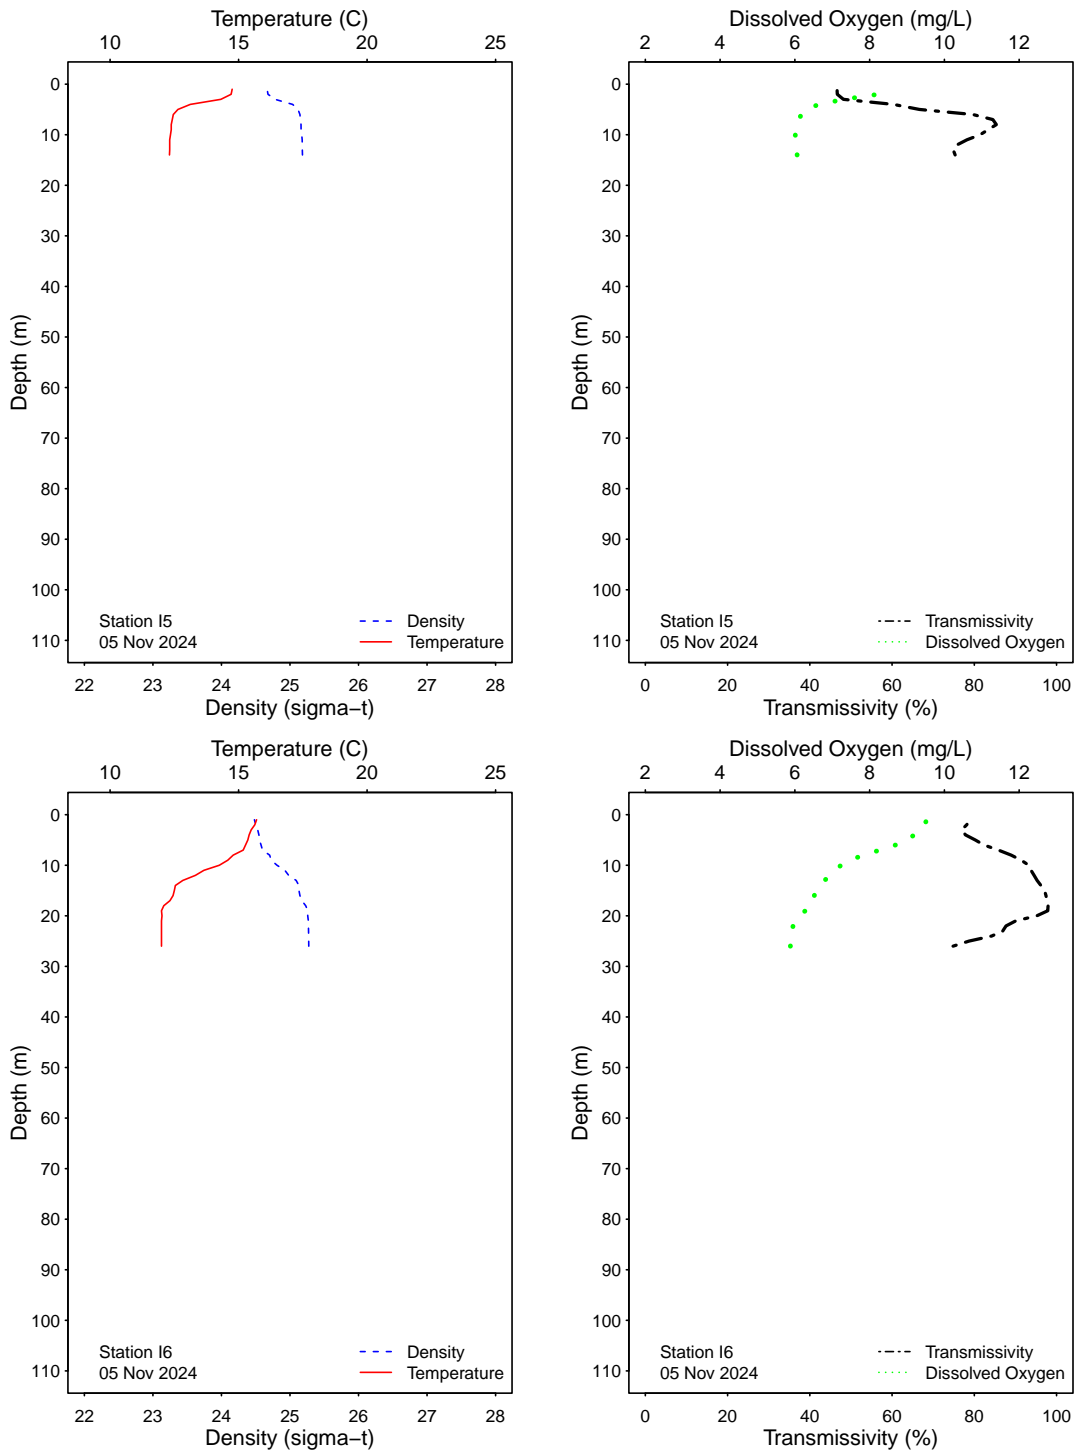 Temperature (C)
10 15 20 25
0
10
20
30
40
50
60
70
80
90
100
110
Depth (m)
Station I5
05 Nov 2024
Density
Temperature
22 23 24 25 26 27 28
Density (sigma−t)
Dissolved Oxygen (mg/L)
2 4 6 8 10 12
0
10
20
30
40
50
60
70
80
90
100
110
Depth (m)
Station I5
05 Nov 2024
Transmissivity
Dissolved Oxygen
0 20 40 60 80 100
Transmissivity (%)
Temperature (C)
10 15 20 25
0
10
20
30
40
50
60
70
80
90
100
110
Depth (m)
Station I6
05 Nov 2024
Density
Temperature
22 23 24 25 26 27 28
Density (sigma−t)
Dissolved Oxygen (mg/L)
2 4 6 8 10 12
0
10
20
30
40
50
60
70
80
90
100
110
Depth (m)
Station I6
05 Nov 2024
Transmissivity
Dissolved Oxygen
0 20 40 60 80 100
Transmissivity (%)